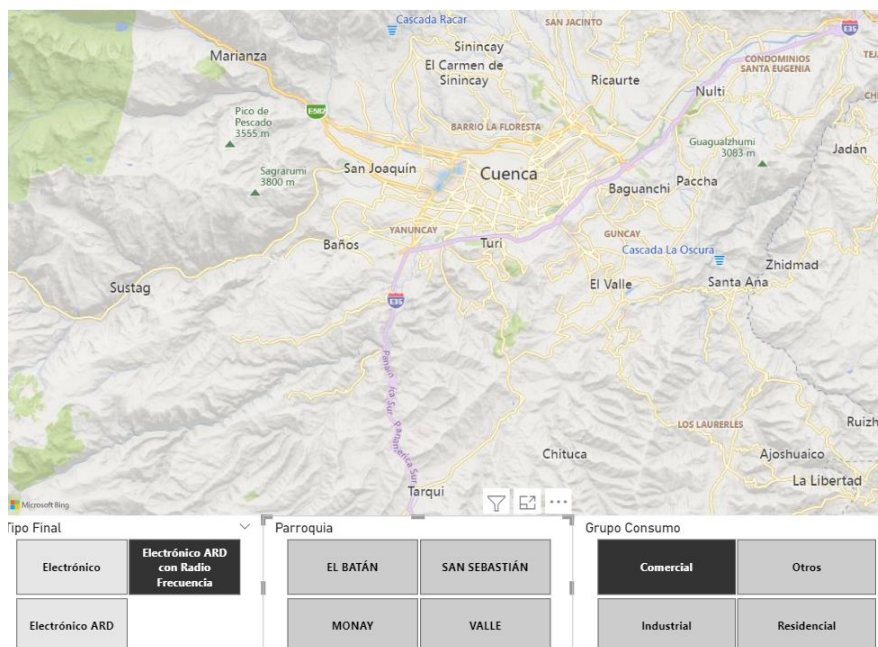 Cascada Racar
SAN JACINTO
E35
Marianza
Sinincay
El Carmen de
Sinincay
CONDOMINIOS
SANTA EUGENIA
Ricaurte
Nulti
Pico de
Pescado
3555 m
E582
BARRIO LA FLORESTA
Guagualzhumi
3083 m
Jadán
Sagrarumi
3800 m
San Joaquín
Cuenca
Baguanchi
Paccha
YANUNCAY
GUNCAY
Baños
Turi
Cascada La Oscura
Zhidmad
Sustag
El Valle
Santa Ana
E35
Panamericana Sur
LOS LAURERLES
Chituca
Ajoshuaico
La Libertad
Tarqui
Microsoft Bing
Tipo Final
Parroquia
Grupo Consumo
Electrónico
Electrónico ARD
con Radio
Frecuencia
EL BATÁN
SAN SEBASTIÁN
Comercial
Otros
Electrónico ARD
MONAY
VALLE
Industrial
Residencial